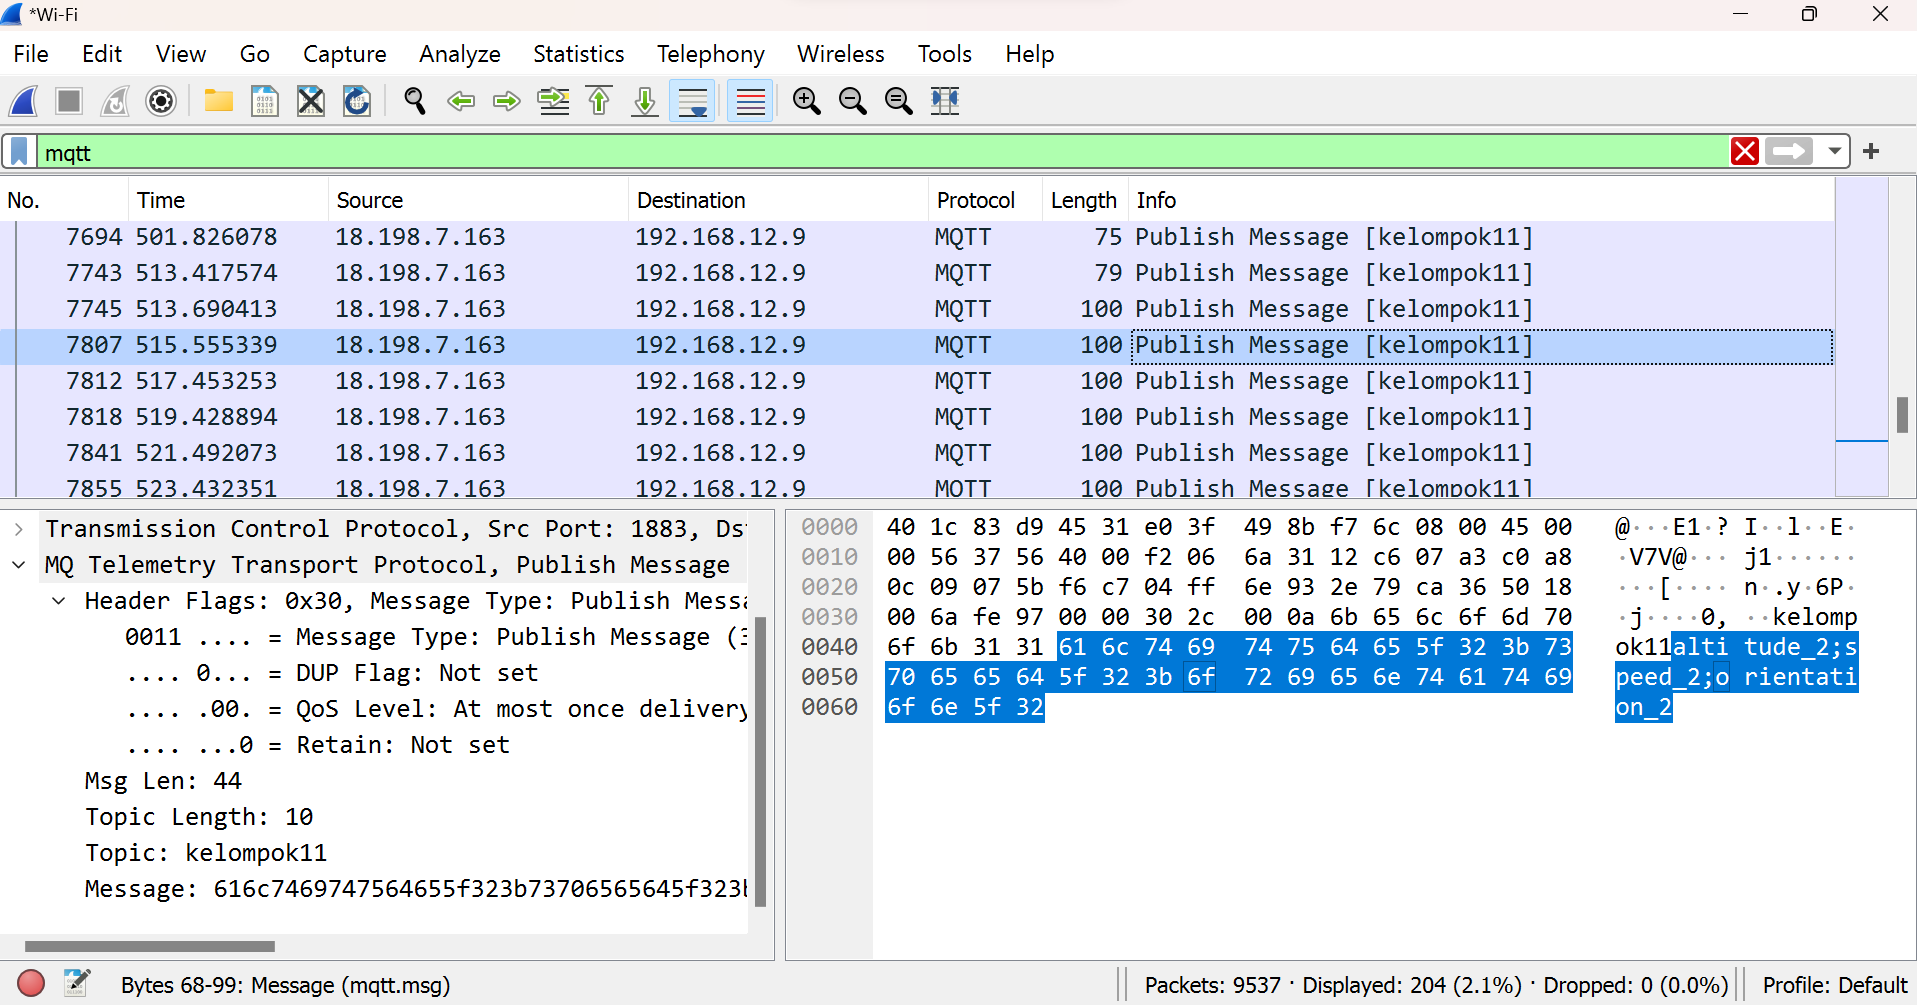 *Wi-Fi
File Edit View Go Capture Analyze Statistics Telephony Wireless Tools Help
mqtt
No. Time Source Destination Protocol Length Info
7694 501.826078 18.198.7.163 192.168.12.9 MQTT 75 Publish Message [kelompok11]
7743 513.417574 18.198.7.163 192.168.12.9 MQTT 79 Publish Message [kelompok11]
7745 513.690413 18.198.7.163 192.168.12.9 MQTT 100 Publish Message [kelompok11]
7807 515.555339 18.198.7.163 192.168.12.9 MQTT 100 Publish Message [kelompok11]
7812 517.453253 18.198.7.163 192.168.12.9 MQTT 100 Publish Message [kelompok11]
7818 519.428894 18.198.7.163 192.168.12.9 MQTT 100 Publish Message [kelompok11]
7841 521.492073 18.198.7.163 192.168.12.9 MQTT 100 Publish Message [kelompok11]
7855 523.432351 18.198.7.163 192.168.12.9 MQTT 100 Publish Message [kelompok11]
Transmission Control Protocol, Src Port: 1883, Ds
MQ Telemetry Transport Protocol, Publish Message
Header Flags: 0x30, Message Type: Publish Mess
0011 .... = Message Type: Publish Message (
.... 0... = DUP Flag: Not set
.... .00. = QoS Level: At most once delivery
.... ...0 = Retain: Not set
Msg Len: 44
Topic Length: 10
Topic: kelompok11
Message: 616c7469747564655f323b73706565645f323
0000 40 1c 83 d9 45 31 e0 3f 49 8b f7 6c 08 00 45 00 @···E1·? I··l··E·
0010 00 56 37 56 40 00 f2 06 6a 31 12 c6 07 a3 c0 a8 ·V7V@··· j1······
0020 0c 09 07 5b f6 c7 04 ff 6e 93 2e 79 ca 36 50 18 ···[···· n·.y·6P·
0030 00 6a fe 97 00 00 30 2c 00 0a 6b 65 6c 6f 6d 70 ·j····0, ··kelomp
0040 6f 6b 31 31 61 6c 74 69 74 75 64 65 5f 32 3b 73 ok11alti tude_2;s
0050 70 65 65 64 5f 32 3b 6f 72 69 65 6e 74 61 74 69 peed_2;o rientati
0060 6f 6e 5f 32 on_2
Bytes 68-99: Message (mqtt.msg) Packets: 9537 · Displayed: 204 (2.1%) · Dropped: 0 (0.0%) Profile: Default